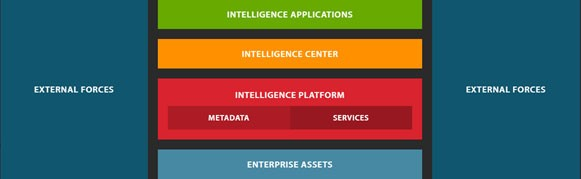 INTELLIGENCE APPLICATIONS
INTELLIGENCE CENTER
EXTERNAL FORCES
INTELLIGENCE PLATFORM
METADATA
SERVICES
ENTERPRISE ASSETS
EXTERNAL FORCES